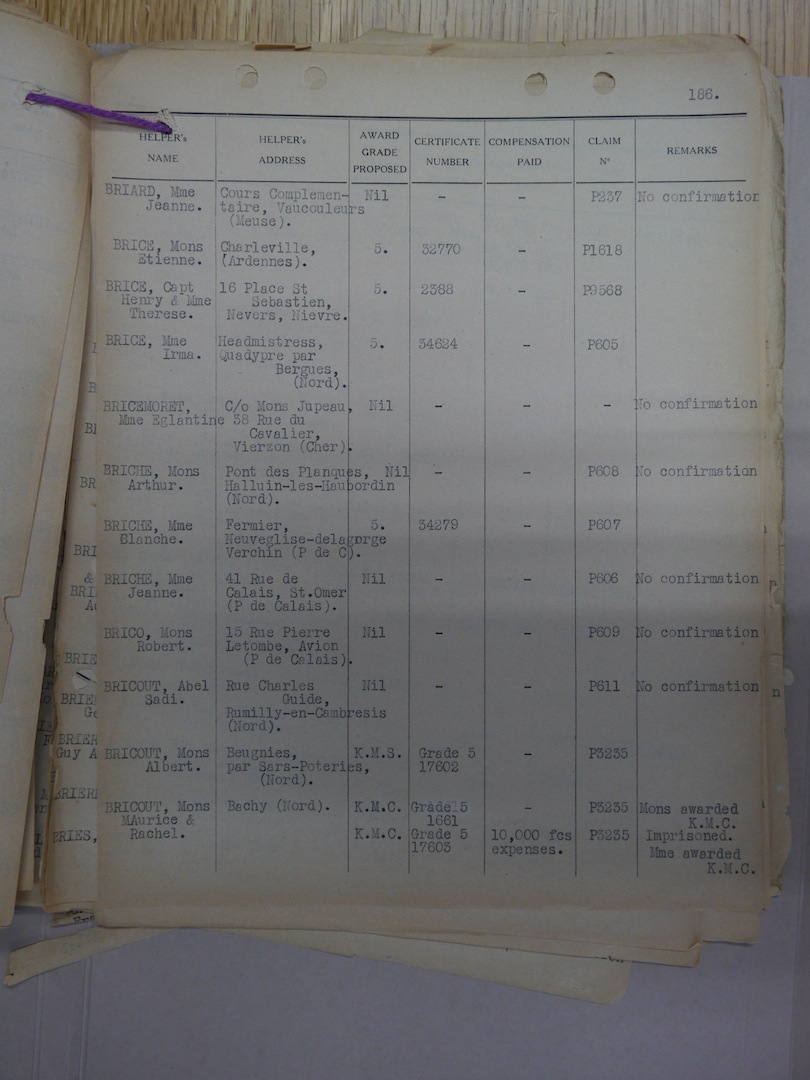 186.
HELPER's NAME HELPER's ADDRESS AWARD GRADE PROPOSED CERTIFICATE NUMBER COMPENSATION PAID CLAIM Nº REMARKS
BRIARD, Mme Cours Complemen- Nil - - P237 No confirmation
Jeanne. taire, Vaucouleurs
(Meuse).
BRICE, Mons Charleville, 5. 32770 - P1618
Etienne. (Ardennes).
BRICE, Capt 16 Place St 5. 2388 - P9568
Henry & Mme Sebastien,
Therese. Nevers, Nievre.
BRICE, Mme Headmistress, 5. 34624 - P605
Irma. Quadypre par
Bergues,
(Nord).
BRICEMORET, C/o Mons Jupeau, Nil - - - No confirmation
Mme Eglantine 38 Rue du
Cavalier,
Vierzon (Cher).
BRICHE, Mons Pont des Planques, Nil - - P608 No confirmation
Arthur. Halluin-les-Haubordin
(Nord).
BRICHE, Mme Fermier, 5. 34279 - P607
Blanche. Neuveglise-delagorge
Verchin (P de C).
BRICHE, Mme 41 Rue de Nil - - P606 No confirmation
Jeanne. Calais, St.Omer
(P de Calais).
BRICO, Mons 15 Rue Pierre Nil - - P609 No confirmation
Robert. Letombe, Avion
(P de Calais).
BRICOUT, Abel Rue Charles Nil - - P611 No confirmation
Sadi. Guide,
Rumilly-en-Cambresis
(Nord).
BRICOUT, Mons Beugnies, K.M.S. Grade 5 - P3235
Albert. par Sars-Poteries, 17602
(Nord).
BRICOUT, Mons Bachy (Nord). K.M.C. Grade 5 - P3235 Mons awarded
MAurice & 1661 K.M.C.
Rachel. K.M.C. Grade 5 10,000 fcs P3235 Imprisoned.
17603 expenses. Mme awarded
K.M.C.